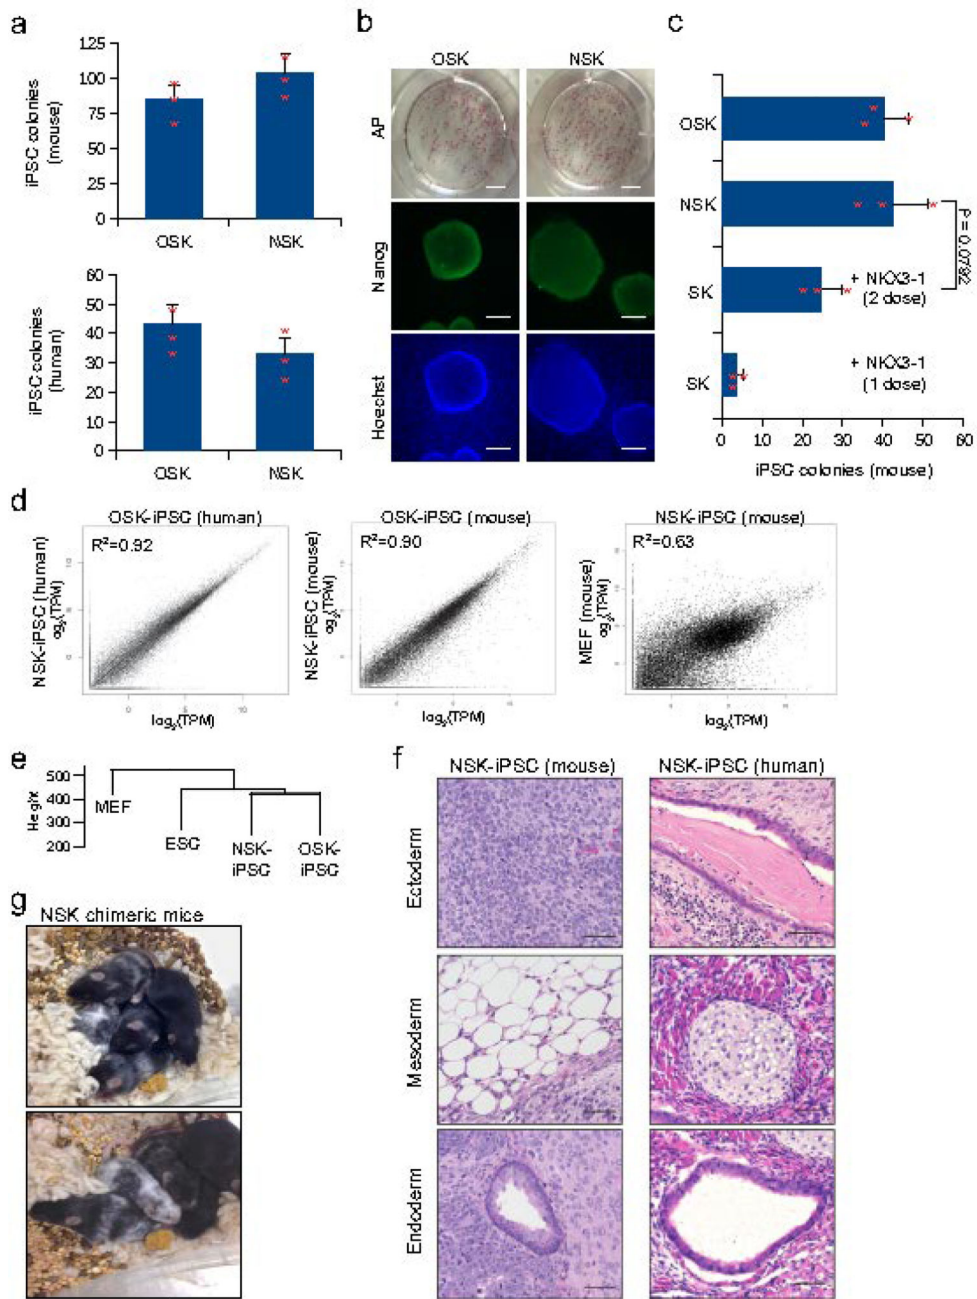 a
125
100
75
50
25
0
iPSC colonies
(mouse)
OSK
NSK
60
50
40
30
20
10
0
iPSC colonies
(human)
OSK
NSK
b
OSK
NSK
AP
Nanog
Hoechst
c
OSK
NSK
SK
+ NKX3-1
(2 dose)
SK
+ NKX3-1
(1 dose)
P = 0.0792
0 10 20 30 40 50 60
iPSC colonies (mouse)
d
OSK-iPSC (human)
R²=0.92
NSK-iPSC (human)
log₂(TPM)
0 5 10
log₂(TPM)
OSK-iPSC (mouse)
R²=0.90
NSK-iPSC (mouse)
log₂(TPM)
log₂(TPM)
NSK-iPSC (mouse)
R²=0.63
MEF (mouse)
log₂(TPM)
log₂(TPM)
e
Height
500
400
300
200
MEF
ESC
NSK-
iPSC
OSK-
iPSC
f
NSK-iPSC (mouse)
NSK-iPSC (human)
Ectoderm
Mesoderm
Endoderm
g
NSK chimeric mice